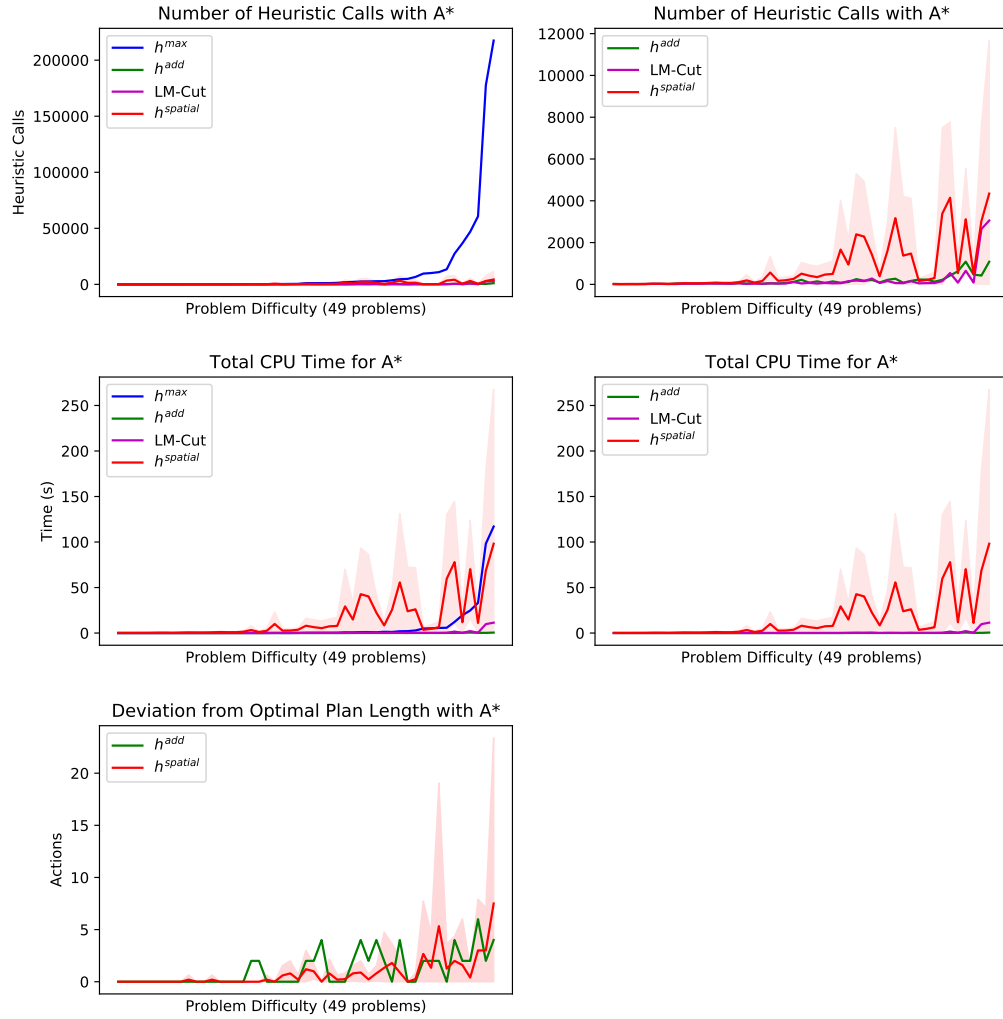 Number of Heuristic Calls with A*
200000
150000
100000
50000
0
Heuristic Calls
h^max
h^add
LM-Cut
h^spatial
Problem Difficulty (49 problems)
Number of Heuristic Calls with A*
12000
10000
8000
6000
4000
2000
0
h^add
LM-Cut
h^spatial
Problem Difficulty (49 problems)
Total CPU Time for A*
250
200
150
100
50
0
Time (s)
h^max
h^add
LM-Cut
h^spatial
Problem Difficulty (49 problems)
Total CPU Time for A*
250
200
150
100
50
0
h^add
LM-Cut
h^spatial
Problem Difficulty (49 problems)
Deviation from Optimal Plan Length with A*
20
15
10
5
0
Actions
h^add
h^spatial
Problem Difficulty (49 problems)